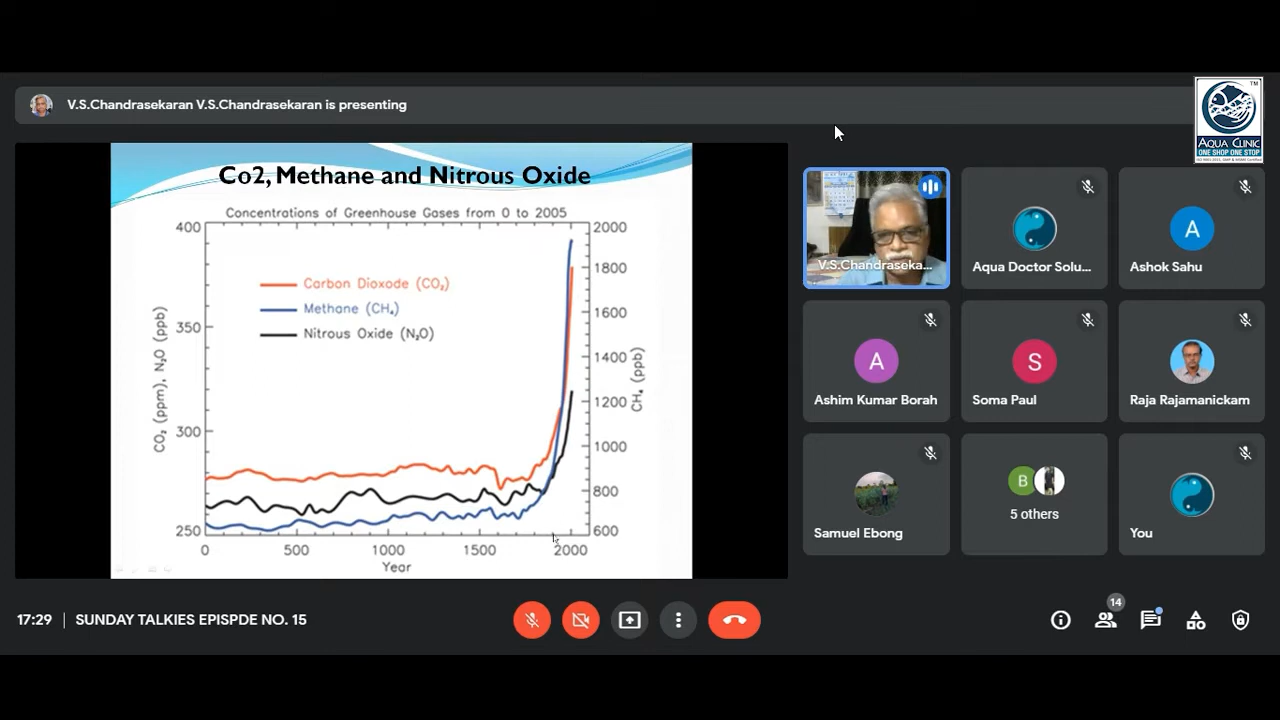 V.S.Chandrasekaran V.S.Chandrasekaran is presenting
TM
AQUA CLINIC
ONE SHOP ONE STOP
Co2, Methane and Nitrous Oxide
Concentrations of Greenhouse Gases from 0 to 2005
400
350
300
250
CO₂ (ppm), N₂O (ppb)
Carbon Dioxode (CO₂)
Methane (CH₄)
Nitrous Oxide (N₂O)
2000
1800
1600
1400
1200
1000
800
600
CH₄ (ppb)
0 500 1000 1500 2000
Year
V.S.Chandraseka...
Aqua Doctor Solu...
A
Ashok Sahu
A
Ashim Kumar Borah
S
Soma Paul
Raja Rajamanickam
Samuel Ebong
B
5 others
You
17:29 | SUNDAY TALKIES EPISPDE NO. 15
14